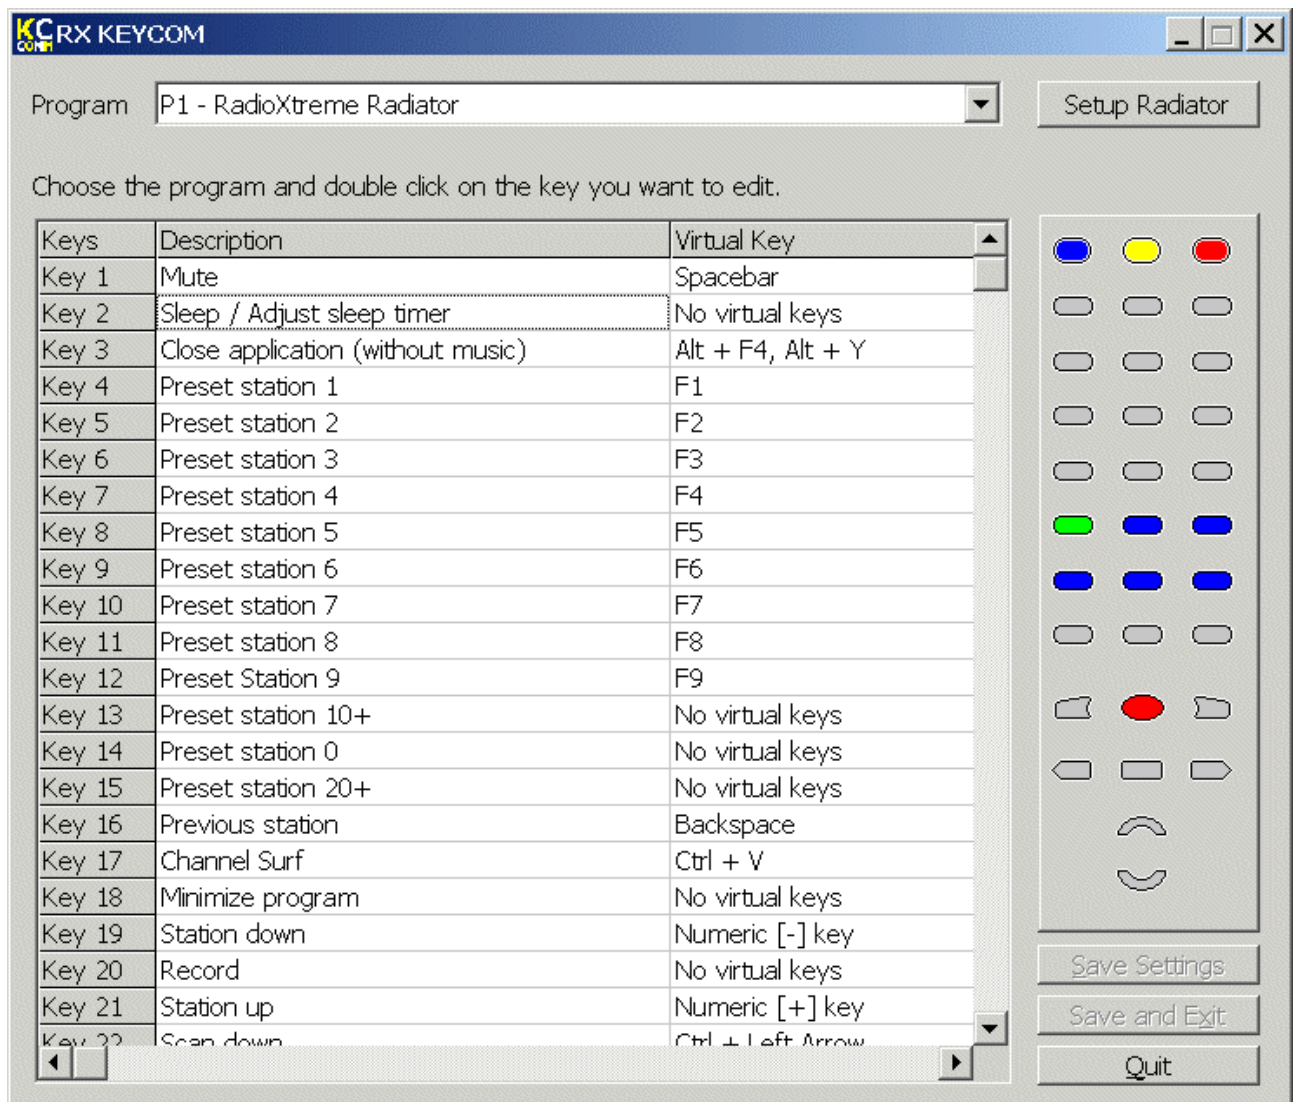 KC COMM RX KEYCOM
Program P1 - RadioXtreme Radiator Setup Radiator
Choose the program and double click on the key you want to edit.
Keys Description Virtual Key
Key 1 Mute Spacebar
Key 2 Sleep / Adjust sleep timer No virtual keys
Key 3 Close application (without music) Alt + F4, Alt + Y
Key 4 Preset station 1 F1
Key 5 Preset station 2 F2
Key 6 Preset station 3 F3
Key 7 Preset station 4 F4
Key 8 Preset station 5 F5
Key 9 Preset station 6 F6
Key 10 Preset station 7 F7
Key 11 Preset station 8 F8
Key 12 Preset Station 9 F9
Key 13 Preset station 10+ No virtual keys
Key 14 Preset station 0 No virtual keys
Key 15 Preset station 20+ No virtual keys
Key 16 Previous station Backspace
Key 17 Channel Surf Ctrl + V
Key 18 Minimize program No virtual keys
Key 19 Station down Numeric [-] key
Key 20 Record No virtual keys
Key 21 Station up Numeric [+] key
Key 22 Scan down Ctrl + Left Arrow
Save Settings
Save and Exit
Quit